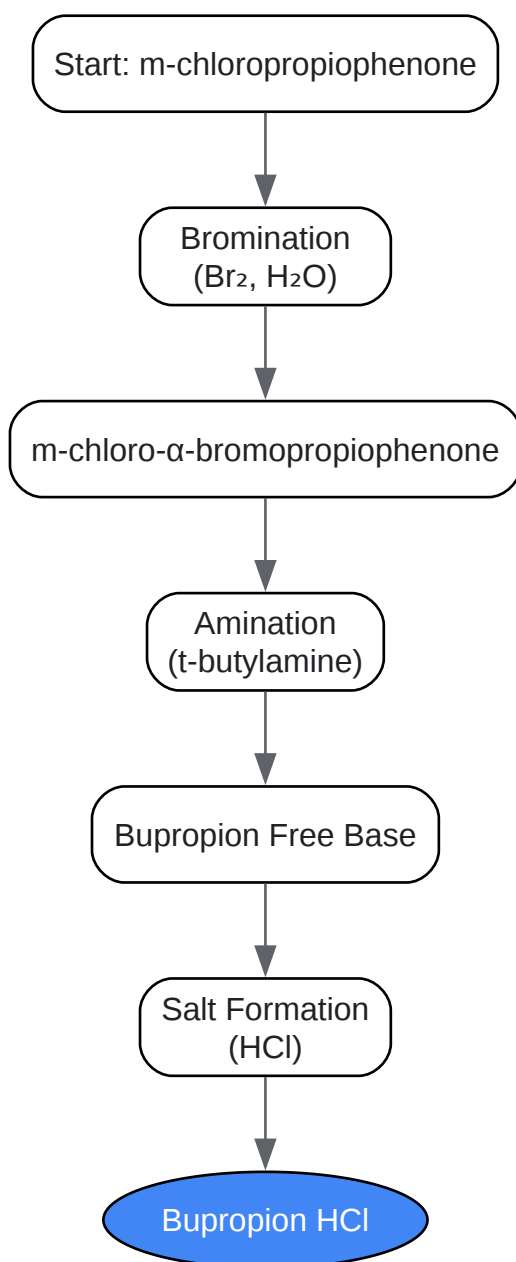 Start: m-chloropropiophenone
Bromination
(Br₂, H₂O)
m-chloro-α-bromopropiophenone
Amination
(t-butylamine)
Bupropion Free Base
Salt Formation
(HCl)
Bupropion HCl